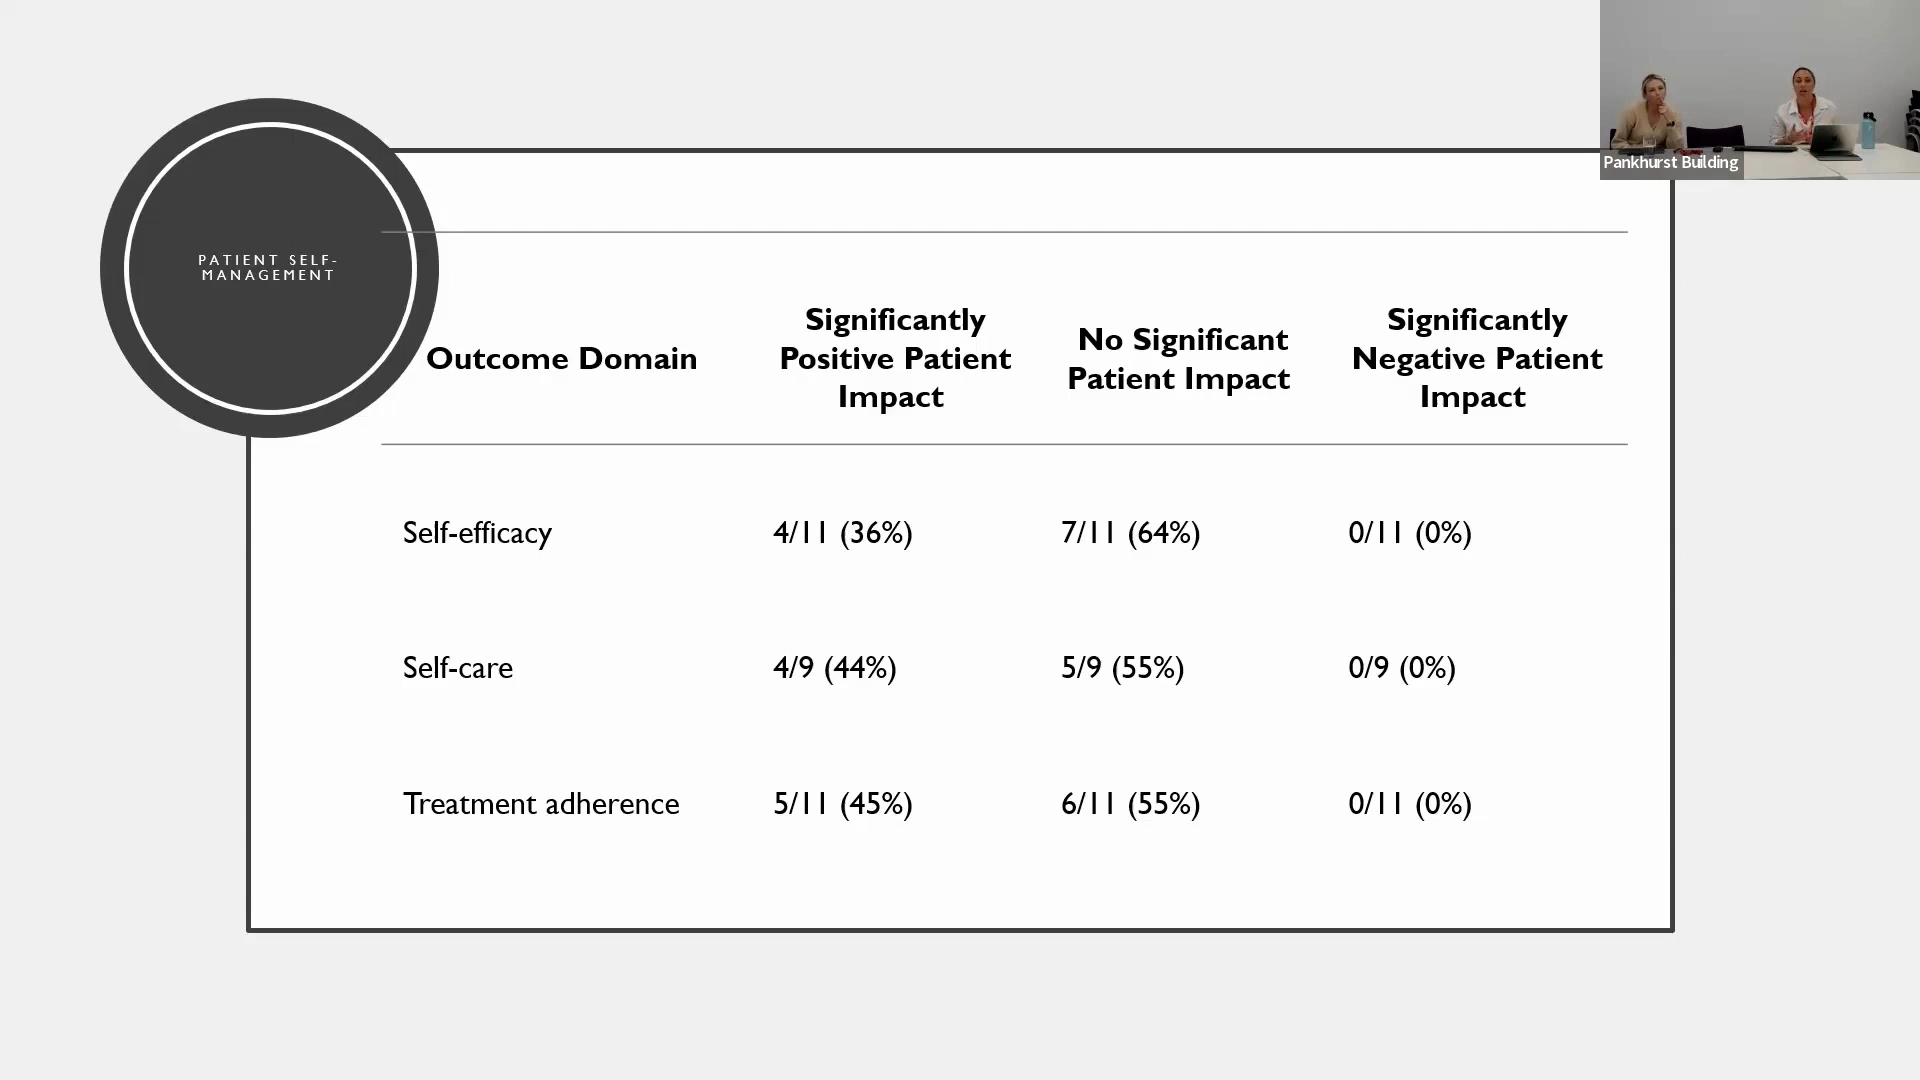 Pankhurst Building
PATIENT SELF-
MANAGEMENT
Outcome Domain
Significantly
Positive Patient
Impact
No Significant
Patient Impact
Significantly
Negative Patient
Impact
Self-efficacy
4/11 (36%)
7/11 (64%)
0/11 (0%)
Self-care
4/9 (44%)
5/9 (55%)
0/9 (0%)
Treatment adherence
5/11 (45%)
6/11 (55%)
0/11 (0%)